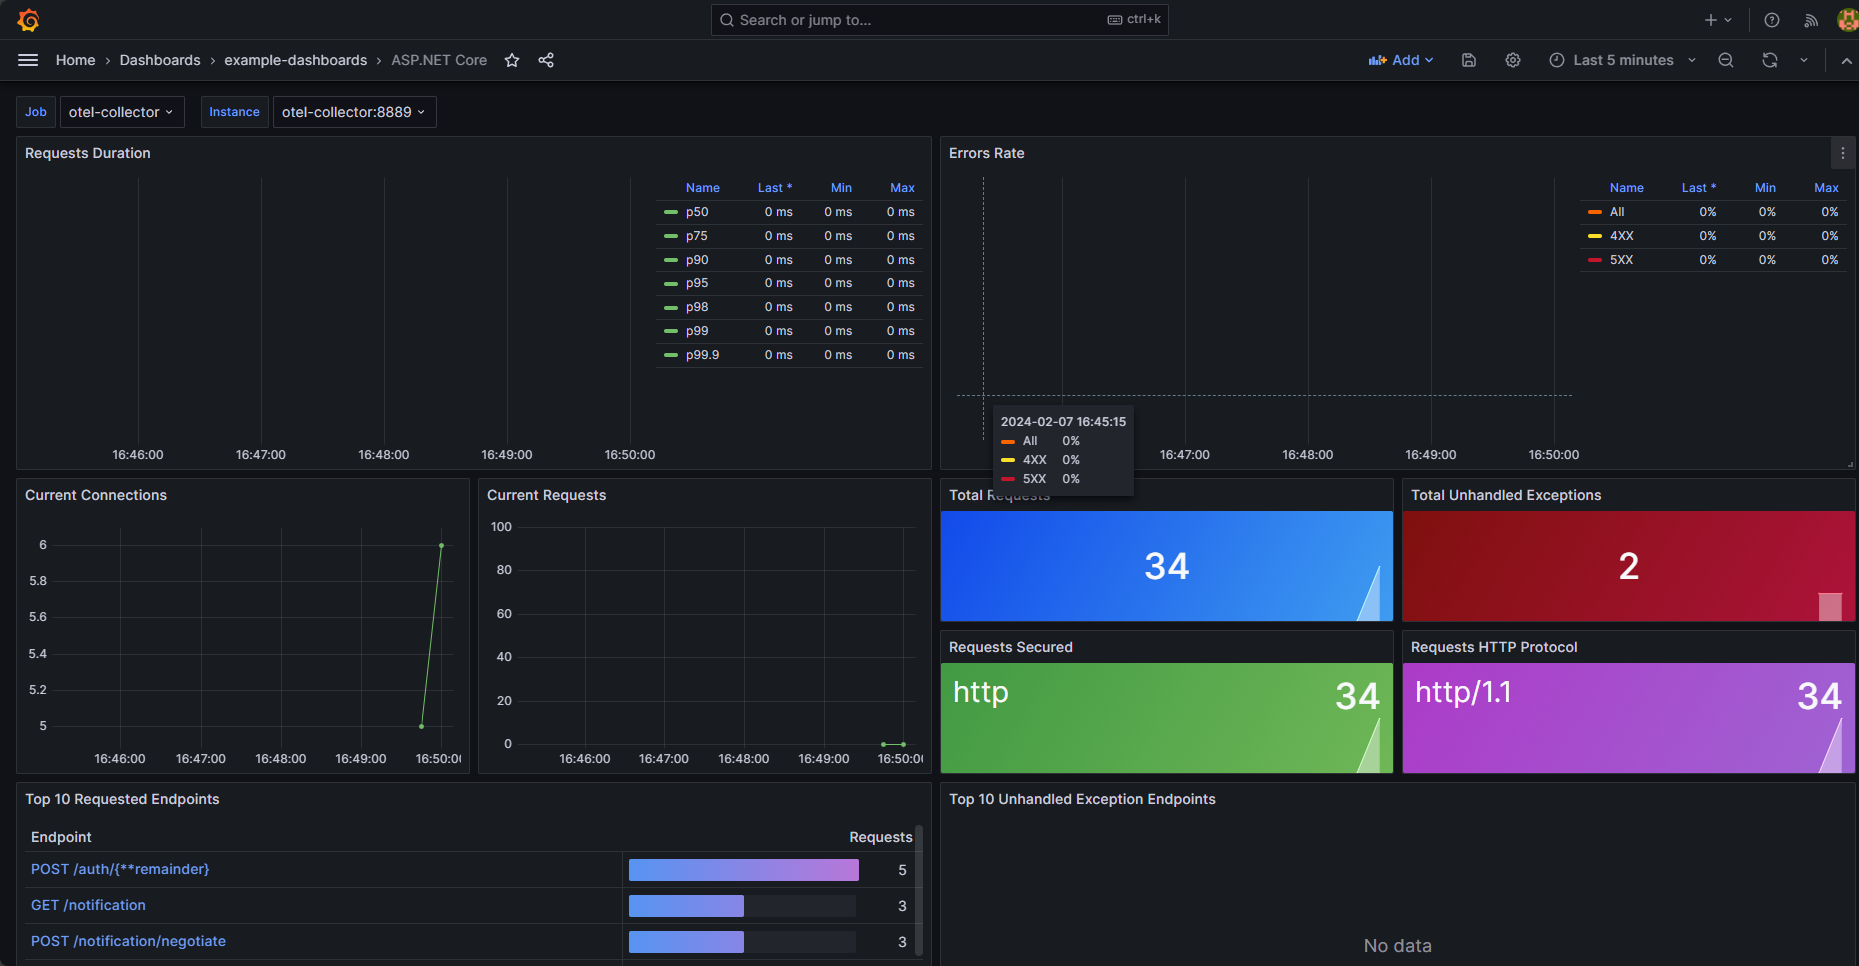 Search or jump to... ctrl+k
Home › Dashboards › example-dashboards › ASP.NET Core Add Last 5 minutes
Job otel-collector Instance otel-collector:8889
Requests Duration
Name Last * Min Max
p50 0 ms 0 ms 0 ms
p75 0 ms 0 ms 0 ms
p90 0 ms 0 ms 0 ms
p95 0 ms 0 ms 0 ms
p98 0 ms 0 ms 0 ms
p99 0 ms 0 ms 0 ms
p99.9 0 ms 0 ms 0 ms
16:46:00 16:47:00 16:48:00 16:49:00 16:50:00
Errors Rate
Name Last * Min Max
All 0% 0% 0%
4XX 0% 0% 0%
5XX 0% 0% 0%
2024-02-07 16:45:15
All 0%
4XX 0%
5XX 0%
16:47:00 16:48:00 16:49:00 16:50:00
Current Connections
6
5.8
5.6
5.4
5.2
5
16:46:00 16:47:00 16:48:00 16:49:00 16:50:0
Current Requests
100
80
60
40
20
0
16:46:00 16:47:00 16:48:00 16:49:00 16:50:0
Total Requests
34
Total Unhandled Exceptions
2
Requests Secured
http 34
Requests HTTP Protocol
http/1.1 34
Top 10 Requested Endpoints
Endpoint Requests
POST /auth/{**remainder} 5
GET /notification 3
POST /notification/negotiate 3
Top 10 Unhandled Exception Endpoints
No data